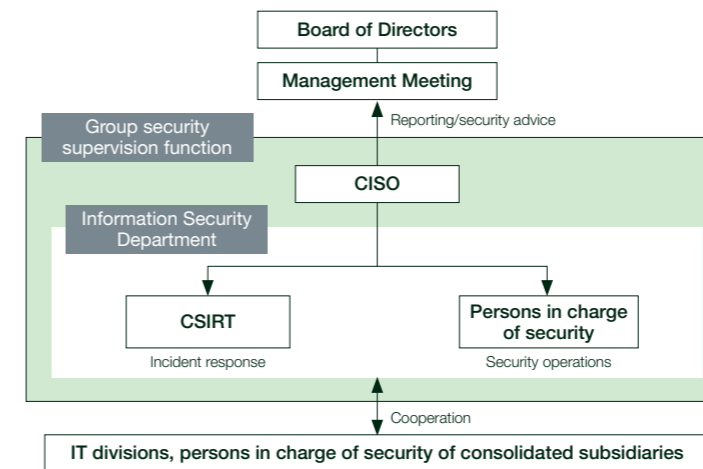 Board of Directors
Management Meeting
Reporting/security advice
Group security
supervision function
CISO
Information Security
Department
CSIRT
Incident response
Persons in charge
of security
Security operations
Cooperation
IT divisions, persons in charge of security of consolidated subsidiaries